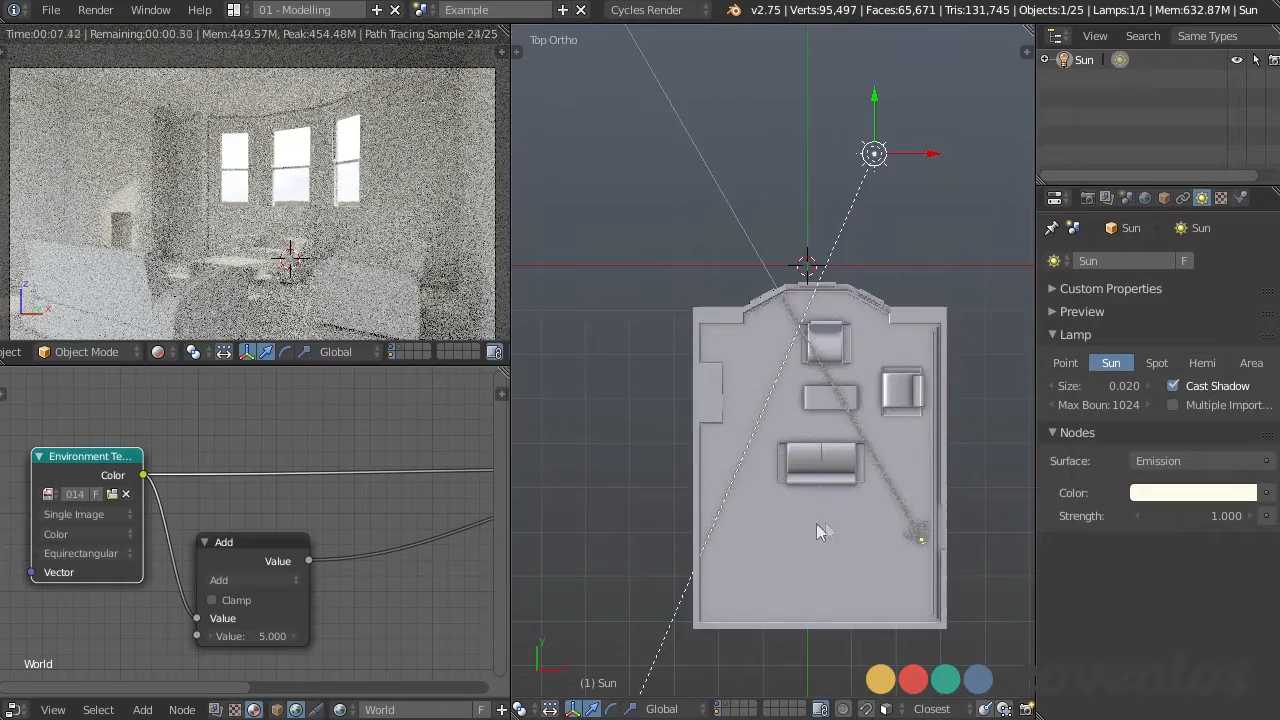 File Render Window Help 01 - Modelling Example Cycles Render v2.75 | Verts:95,497 | Faces:65,671 | Tris:131,745 | Objects:1/25 | Lamps:1/1 | Mem:632.87M | Sun
Time:00:07.42 | Remaining:00:00.30 | Mem:449.57M, Peak:454.48M | Path Tracing Sample 24/25
Top Ortho
View Search Same Types
Sun
Sun Sun
Sun F
Custom Properties
Preview
Lamp
Point Sun Spot Hemi Area
Size: 0.020 Cast Shadow
Max Boun: 1024 Multiple Import...
Nodes
Surface: Emission
Color:
Strength: 1.000
z
x
ject Object Mode Global
Environment Te...
Color
014 F
Single Image
Color
Equirectangular
Vector
Add
Value
Add
Clamp
Value
Value: 5.000
World
y
(1) Sun
oventos
View Select Add Node World F
Global Closest